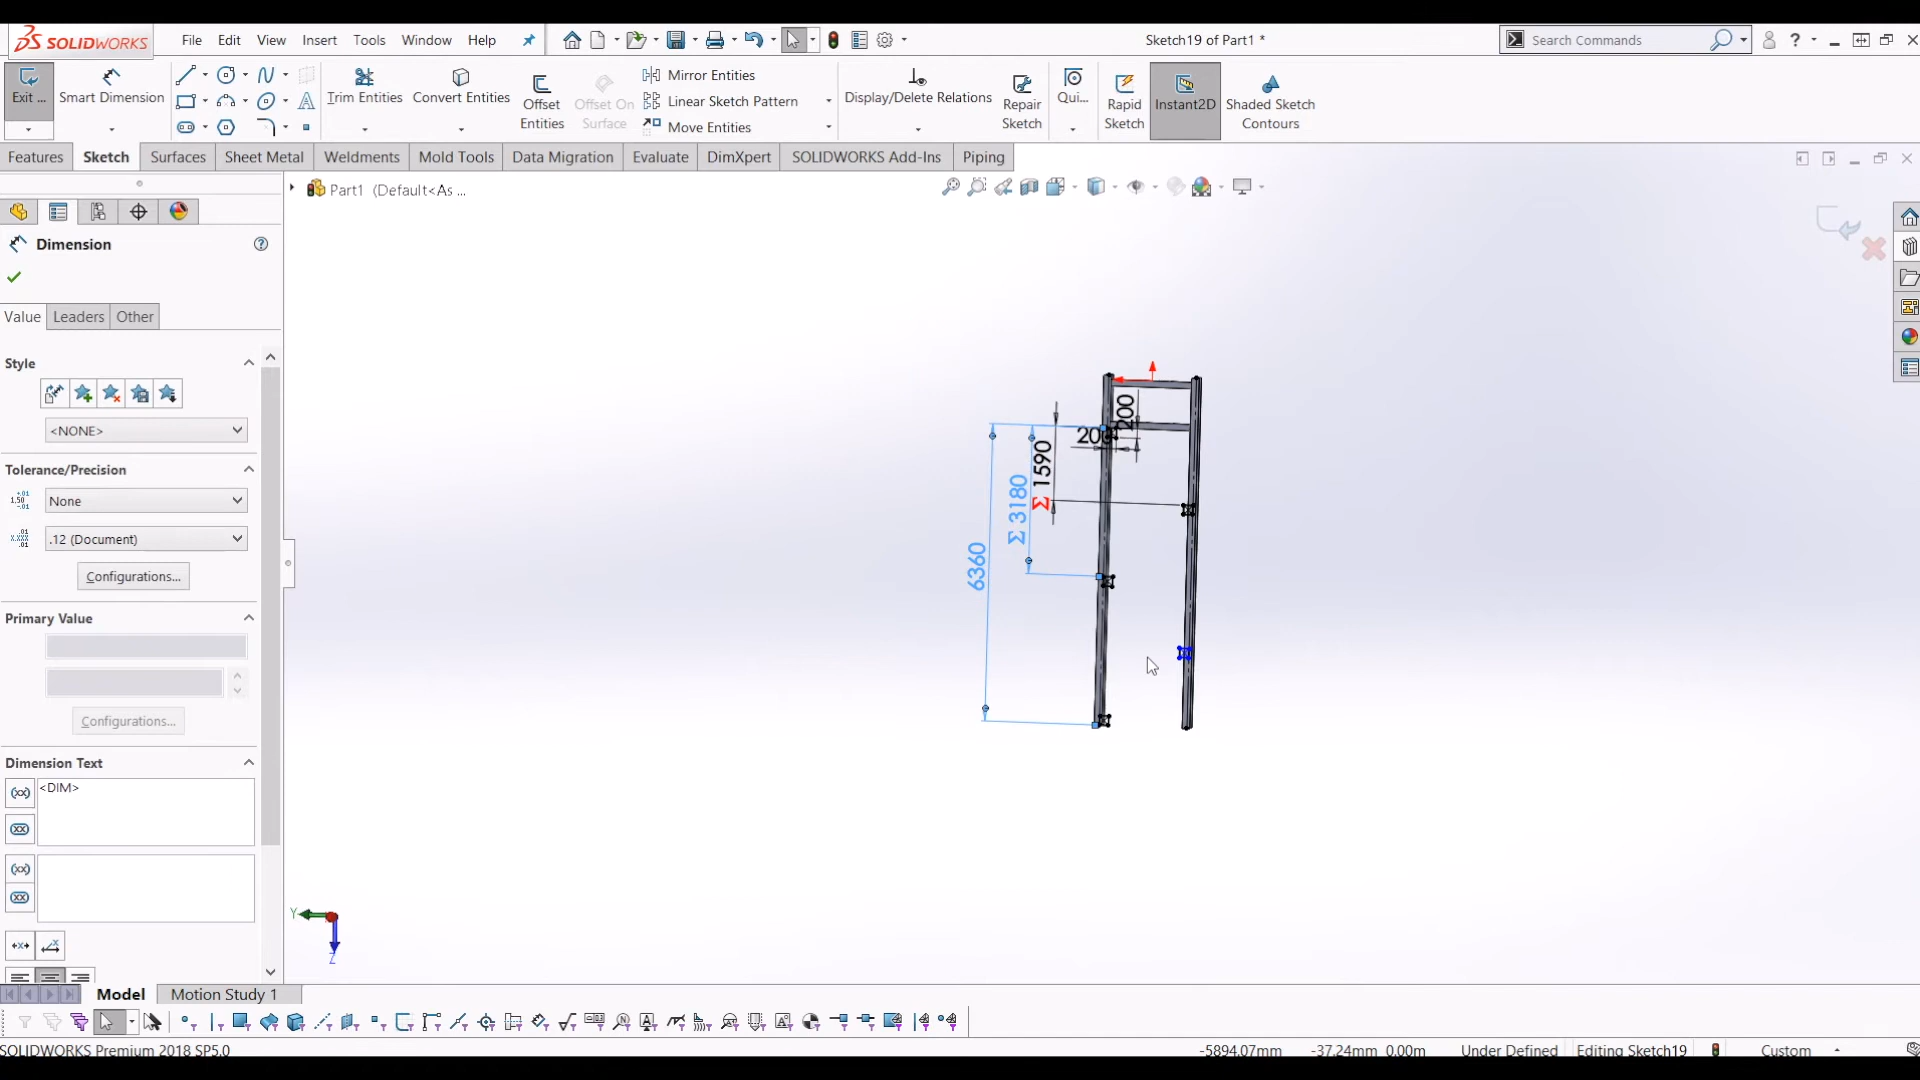 SOLIDWORKS File Edit View Insert Tools Window Help Sketch19 of Part1 * Search Commands
Exit ... Smart Dimension Trim Entities Convert Entities Offset Entities Offset On Surface Mirror Entities Linear Sketch Pattern Move Entities Display/Delete Relations Repair Sketch Qui... Rapid Sketch Instant2D Shaded Sketch Contours
Features Sketch Surfaces Sheet Metal Weldments Mold Tools Data Migration Evaluate DimXpert SOLIDWORKS Add-Ins Piping
Part1 (Default<As ...
Dimension
Value Leaders Other
Style
<NONE>
Tolerance/Precision
None
.12 (Document)
Configurations...
Primary Value
Configurations...
Dimension Text
<DIM>
200
Σ 1590
Σ 3180
6360
Y
Z
Model Motion Study 1
SOLIDWORKS Premium 2018 SP5.0 -5894.07mm -37.24mm 0.00m Under Defined Editing Sketch19 Custom